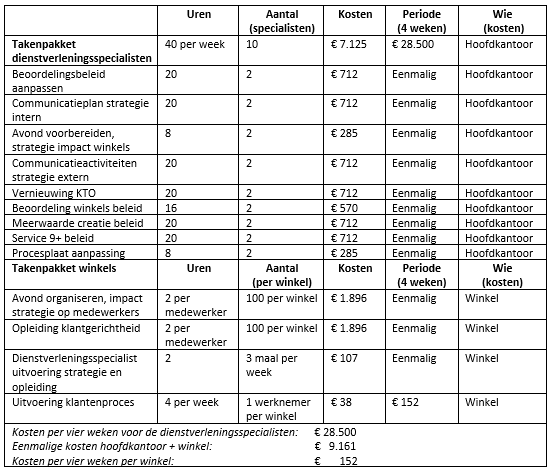 Uren Aantal (specialisten) Kosten Periode (4 weken) Wie (kosten)
Takenpakket dienstverleningsspecialisten 40 per week 10 € 7.125 € 28.500 Hoofdkantoor
Beoordelingsbeleid aanpassen 20 2 € 712 Eenmalig Hoofdkantoor
Communicatieplan strategie intern 20 2 € 712 Eenmalig Hoofdkantoor
Avond voorbereiden, strategie impact winkels 8 2 € 285 Eenmalig Hoofdkantoor
Communicatieactiviteiten strategie extern 20 2 € 712 Eenmalig Hoofdkantoor
Vernieuwing KTO 20 2 € 712 Eenmalig Hoofdkantoor
Beoordeling winkels beleid 16 2 € 570 Eenmalig Hoofdkantoor
Meerwaarde creatie beleid 20 2 € 712 Eenmalig Hoofdkantoor
Service 9+ beleid 20 2 € 712 Eenmalig Hoofdkantoor
Procesplaat aanpassing 8 2 € 285 Eenmalig Hoofdkantoor
Takenpakket winkels Uren Aantal (per winkel) Kosten Periode (4 weken) Wie (kosten)
Avond organiseren, impact strategie op medewerkers 2 per medewerker 100 per winkel € 1.896 Eenmalig Winkel
Opleiding klantgerichtheid 2 per medewerker 100 per winkel € 1.896 Eenmalig Winkel
Dienstverleningsspecialist uitvoering strategie en opleiding 2 3 maal per week € 107 Eenmalig Winkel
Uitvoering klantenproces 4 per week 1 werknemer per winkel € 38 € 152 Winkel
Kosten per vier weken voor de dienstverleningsspecialisten: € 28.500
Eenmalige kosten hoofdkantoor + winkel: € 9.161
Kosten per vier weken per winkel: € 152